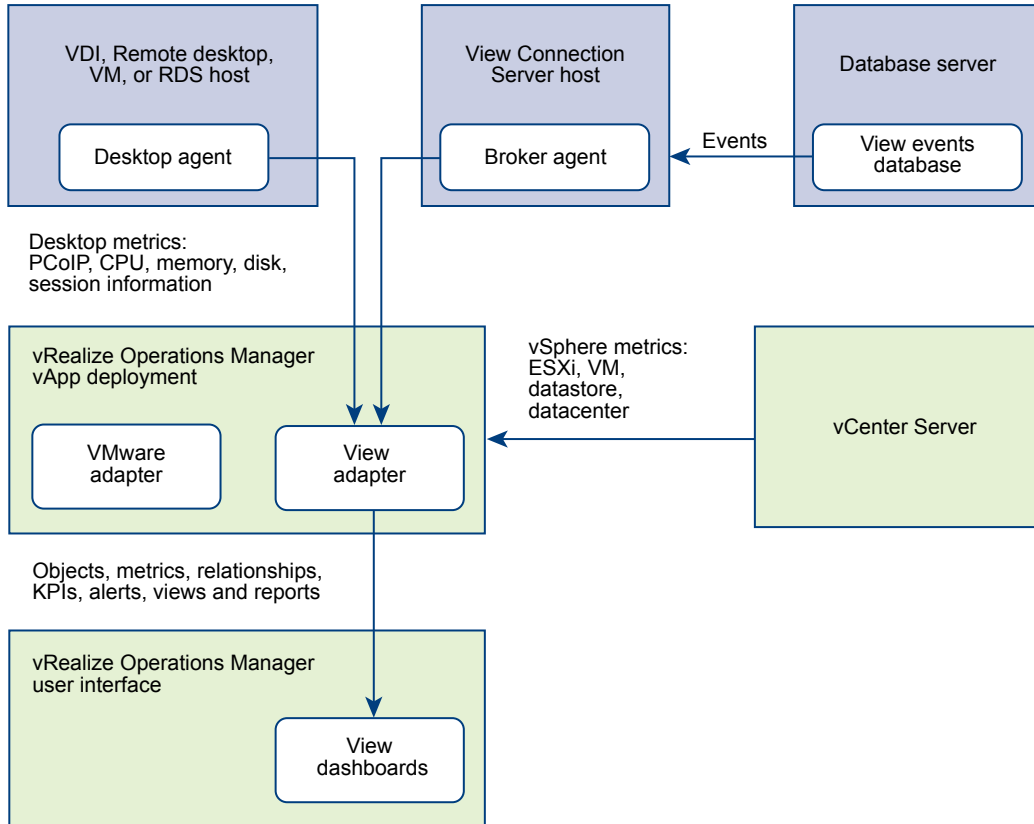 VDI, Remote desktop,
VM, or RDS host
Desktop agent
View Connection
Server host
Broker agent
Events
Database server
View events
database
Desktop metrics:
PCoIP, CPU, memory, disk,
session information
vRealize Operations Manager
vApp deployment
VMware
adapter
View
adapter
vSphere metrics:
ESXi, VM,
datastore,
datacenter
vCenter Server
Objects, metrics, relationships,
KPIs, alerts, views and reports
vRealize Operations Manager
user interface
View
dashboards